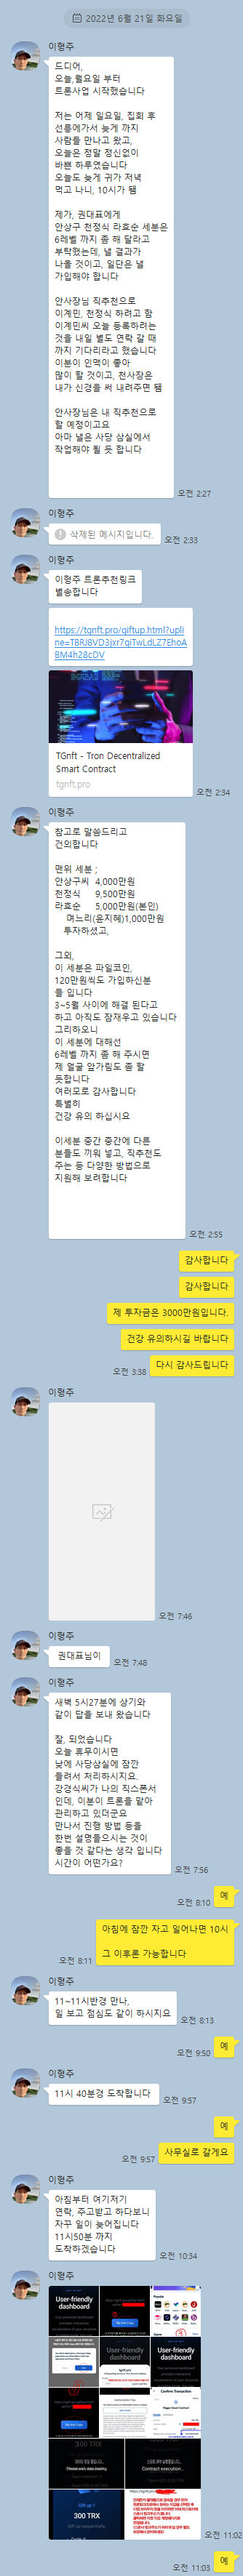 2022년 6월 21일 화요일
이형주
드디어,
오늘,월요일 부터
트론사업 시작했습니다
저는 어제 일요일, 집회 후
선릉에가서 늦게 까지
사람들 만나고 왔고,
오늘은 정말 정신없이
바쁜 하루였습니다
오늘도 늦게 귀가 저녁
먹고 나니, 10시가 됌
제가, 권대표에게
안상구 천정식 라효순 세분은
6레벨 까지 좀 해 달라고
부탁했는데, 낼 결과가
나올 것이고, 일단은 낼
가입해야 합니다
안사장님 직추천으로
이계민, 천정식 하려고 함
이계민씨 오늘 등록하려는
것을 내일 별도 연락 갈 때
까지 기다리라고 했습니다
이분이 인맥이 좋아
많이 할 것이고, 전사장은
내가 신경을 써 내려주면 됌
안사장님은 내 직추천으로
할 예정이고요
아마 낼은 사당 삼실에서
작업해야 될 듯 합니다
오전 2:27
이형주
삭제된 메시지입니다.
오전 2:33
이형주
이형주 트론추천링크
발송합니다
https://tgnft.pro/giftup.html?upli
ne=TBRJ8VD3jxr7qiTwLdLZ7EhoA
BM4h28cDV
TGnft - Tron Decentralized
Smart Contract
tgnft.pro
오전 2:34
이형주
참고로 말씀드리고
건의합니다
맨위 세분 ;
안상구씨 4,000만원
천정식 9,500만원
라효순 5,000만원(본인)
며느리(윤지혜)1,000만원
투자하셨고,
그외,
이 세분은 파일코인,
120만원씩도 가입하신분
들 입니다
3~5월 사이에 해결 된다고
하고 아직도 잠재우고 있습니다
그리하오니
이 세분에 대해선
6레벨 까지 좀 해 주시면
제 얼굴 앞가림도 좀 할
듯합니다
여러모로 감사합니다
특별히
건강 유의 하십시요
이세분 중간 중간에 다른
분들도 끼워 넣고, 직추천도
주는 등 다양한 방법으로
지원해 보려합니다
오전 2:55
감사합니다
감사합니다
제 투자금은 3000만원입니다.
건강 유의하시길 바랍니다
다시 감사드립니다
오전 3:38
이형주
오전 7:46
이형주
권대표님이
오전 7:48
이형주
새벽 5시27분에 상기와
같이 답을 보내 왔습니다
잘, 되었습니다
오늘 휴무이시면
낮에 사당삼실에 잠깐
들려서 처리하시지요.
강경식씨가 나의 직스폰서
인데, 이분이 트론을 맡아
관리하고 있더군요
만나서 진행 방법 등을
한번 설명들으시는 것이
좋을 것 같다는 생각 입니다
시간이 어떤가요?
오전 7:56
예
오전 8:10
아침에 잠깐 자고 일어나면 10시
그 이후론 가능합니다
오전 8:11
이형주
11~11시반경 만나,
일 보고 점심도 같이 하시지요
오전 8:13
예
오전 9:50
이형주
11시 40분경 도착합니다
오전 9:57
예
사무실로 갈게요
오전 9:57
이형주
아침부터 여기저기
연락, 주고받고 하다보니
자꾸 일이 늦어집니다
11시50분 까지
도착하겠습니다
오전 10:34
이형주
User-friendly
dashboard
User-friendly
dashboard
Popular
User-friendly
dashboard
Confirm Transaction
300 TRX
Contract execution...
300 TRX
오전 11:02
예
오전 11:03